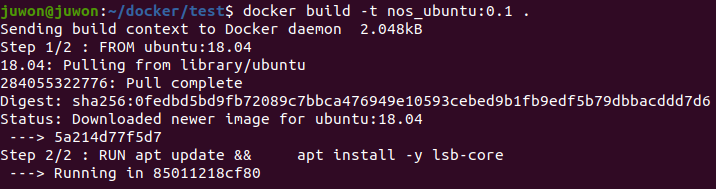 juwon@juwon:~/docker/test$ docker build -t nos_ubuntu:0.1 .
Sending build context to Docker daemon  2.048kB
Step 1/2 : FROM ubuntu:18.04
18.04: Pulling from library/ubuntu
284055322776: Pull complete
Digest: sha256:0fedbd5bd9fb72089c7bbca476949e10593cebed9b1fb9edf5b79dbbacddd7d6
Status: Downloaded newer image for ubuntu:18.04
 ---> 5a214d77f5d7
Step 2/2 : RUN apt update &&     apt install -y lsb-core
 ---> Running in 85011218cf80